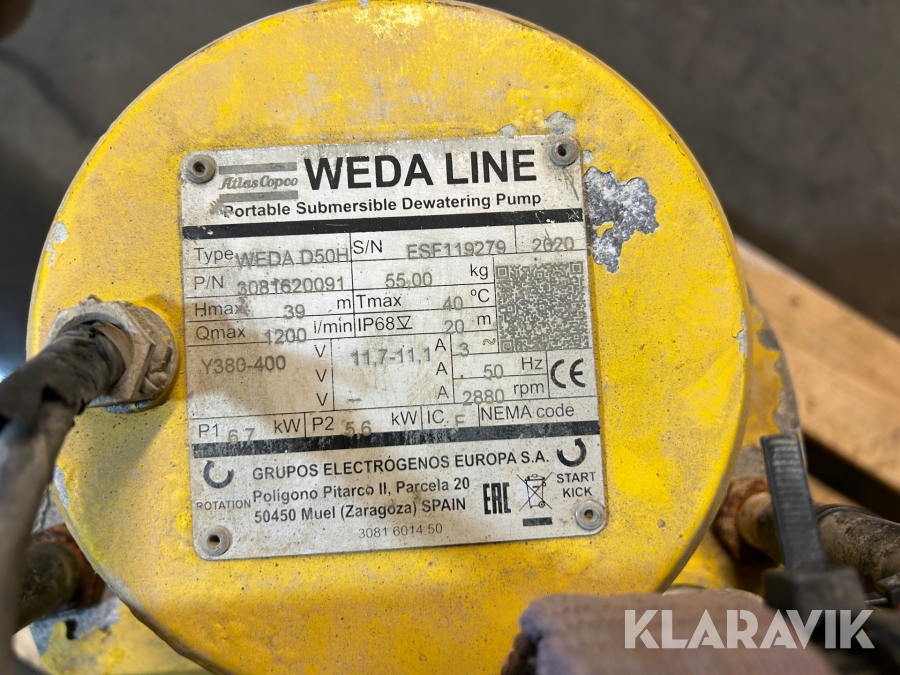 Atlas Copco WEDA LINE
Portable Submersible Dewatering Pump
Type WEDA D50H S/N ESF119279 2020
P/N 3081620091 55,00 kg
Hmax 39 m Tmax 40 °C
Qmax 1200 l/min IP68 20 m
Y380-400 V 11,7-11,1 A 3 ~
V A 50 Hz
V - A 2880 rpm
P1 6,7 kW P2 5,6 kW IC. F NEMA code
GRUPOS ELECTRÓGENOS EUROPA S.A.
ROTATION Poligono Pitarco II, Parcela 20 START KICK
50450 Muel (Zaragoza) SPAIN
3081 6014 50
CE
EAC
KLARAVIK